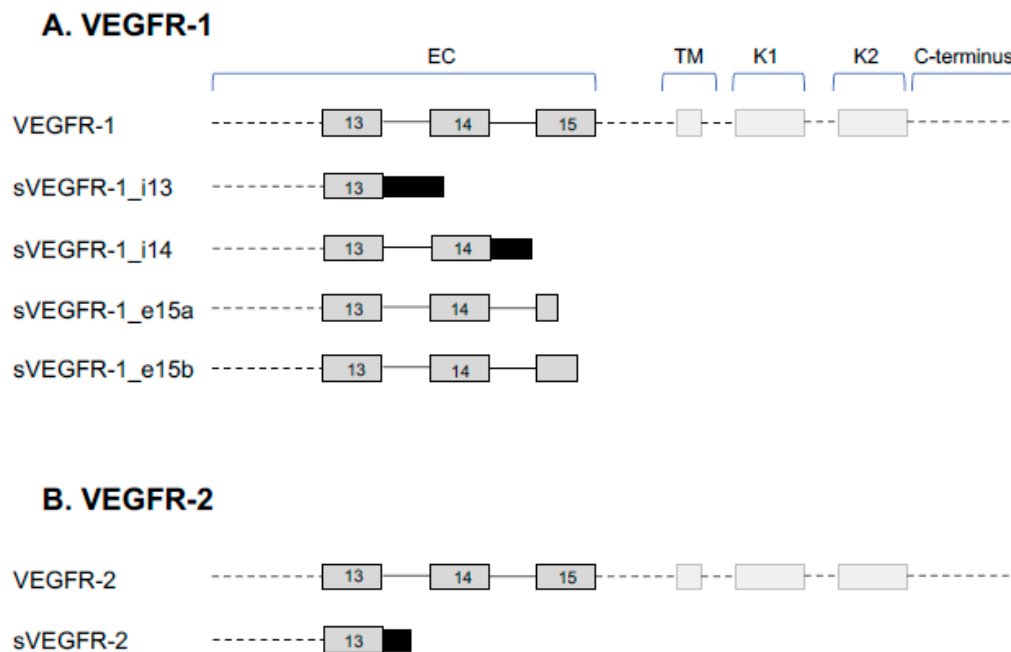 A. VEGFR-1
EC TM K1 K2 C-terminus
VEGFR-1 13 14 15
sVEGFR-1_i13 13
sVEGFR-1_i14 13 14
sVEGFR-1_e15a 13 14
sVEGFR-1_e15b 13 14
B. VEGFR-2
VEGFR-2 13 14 15
sVEGFR-2 13